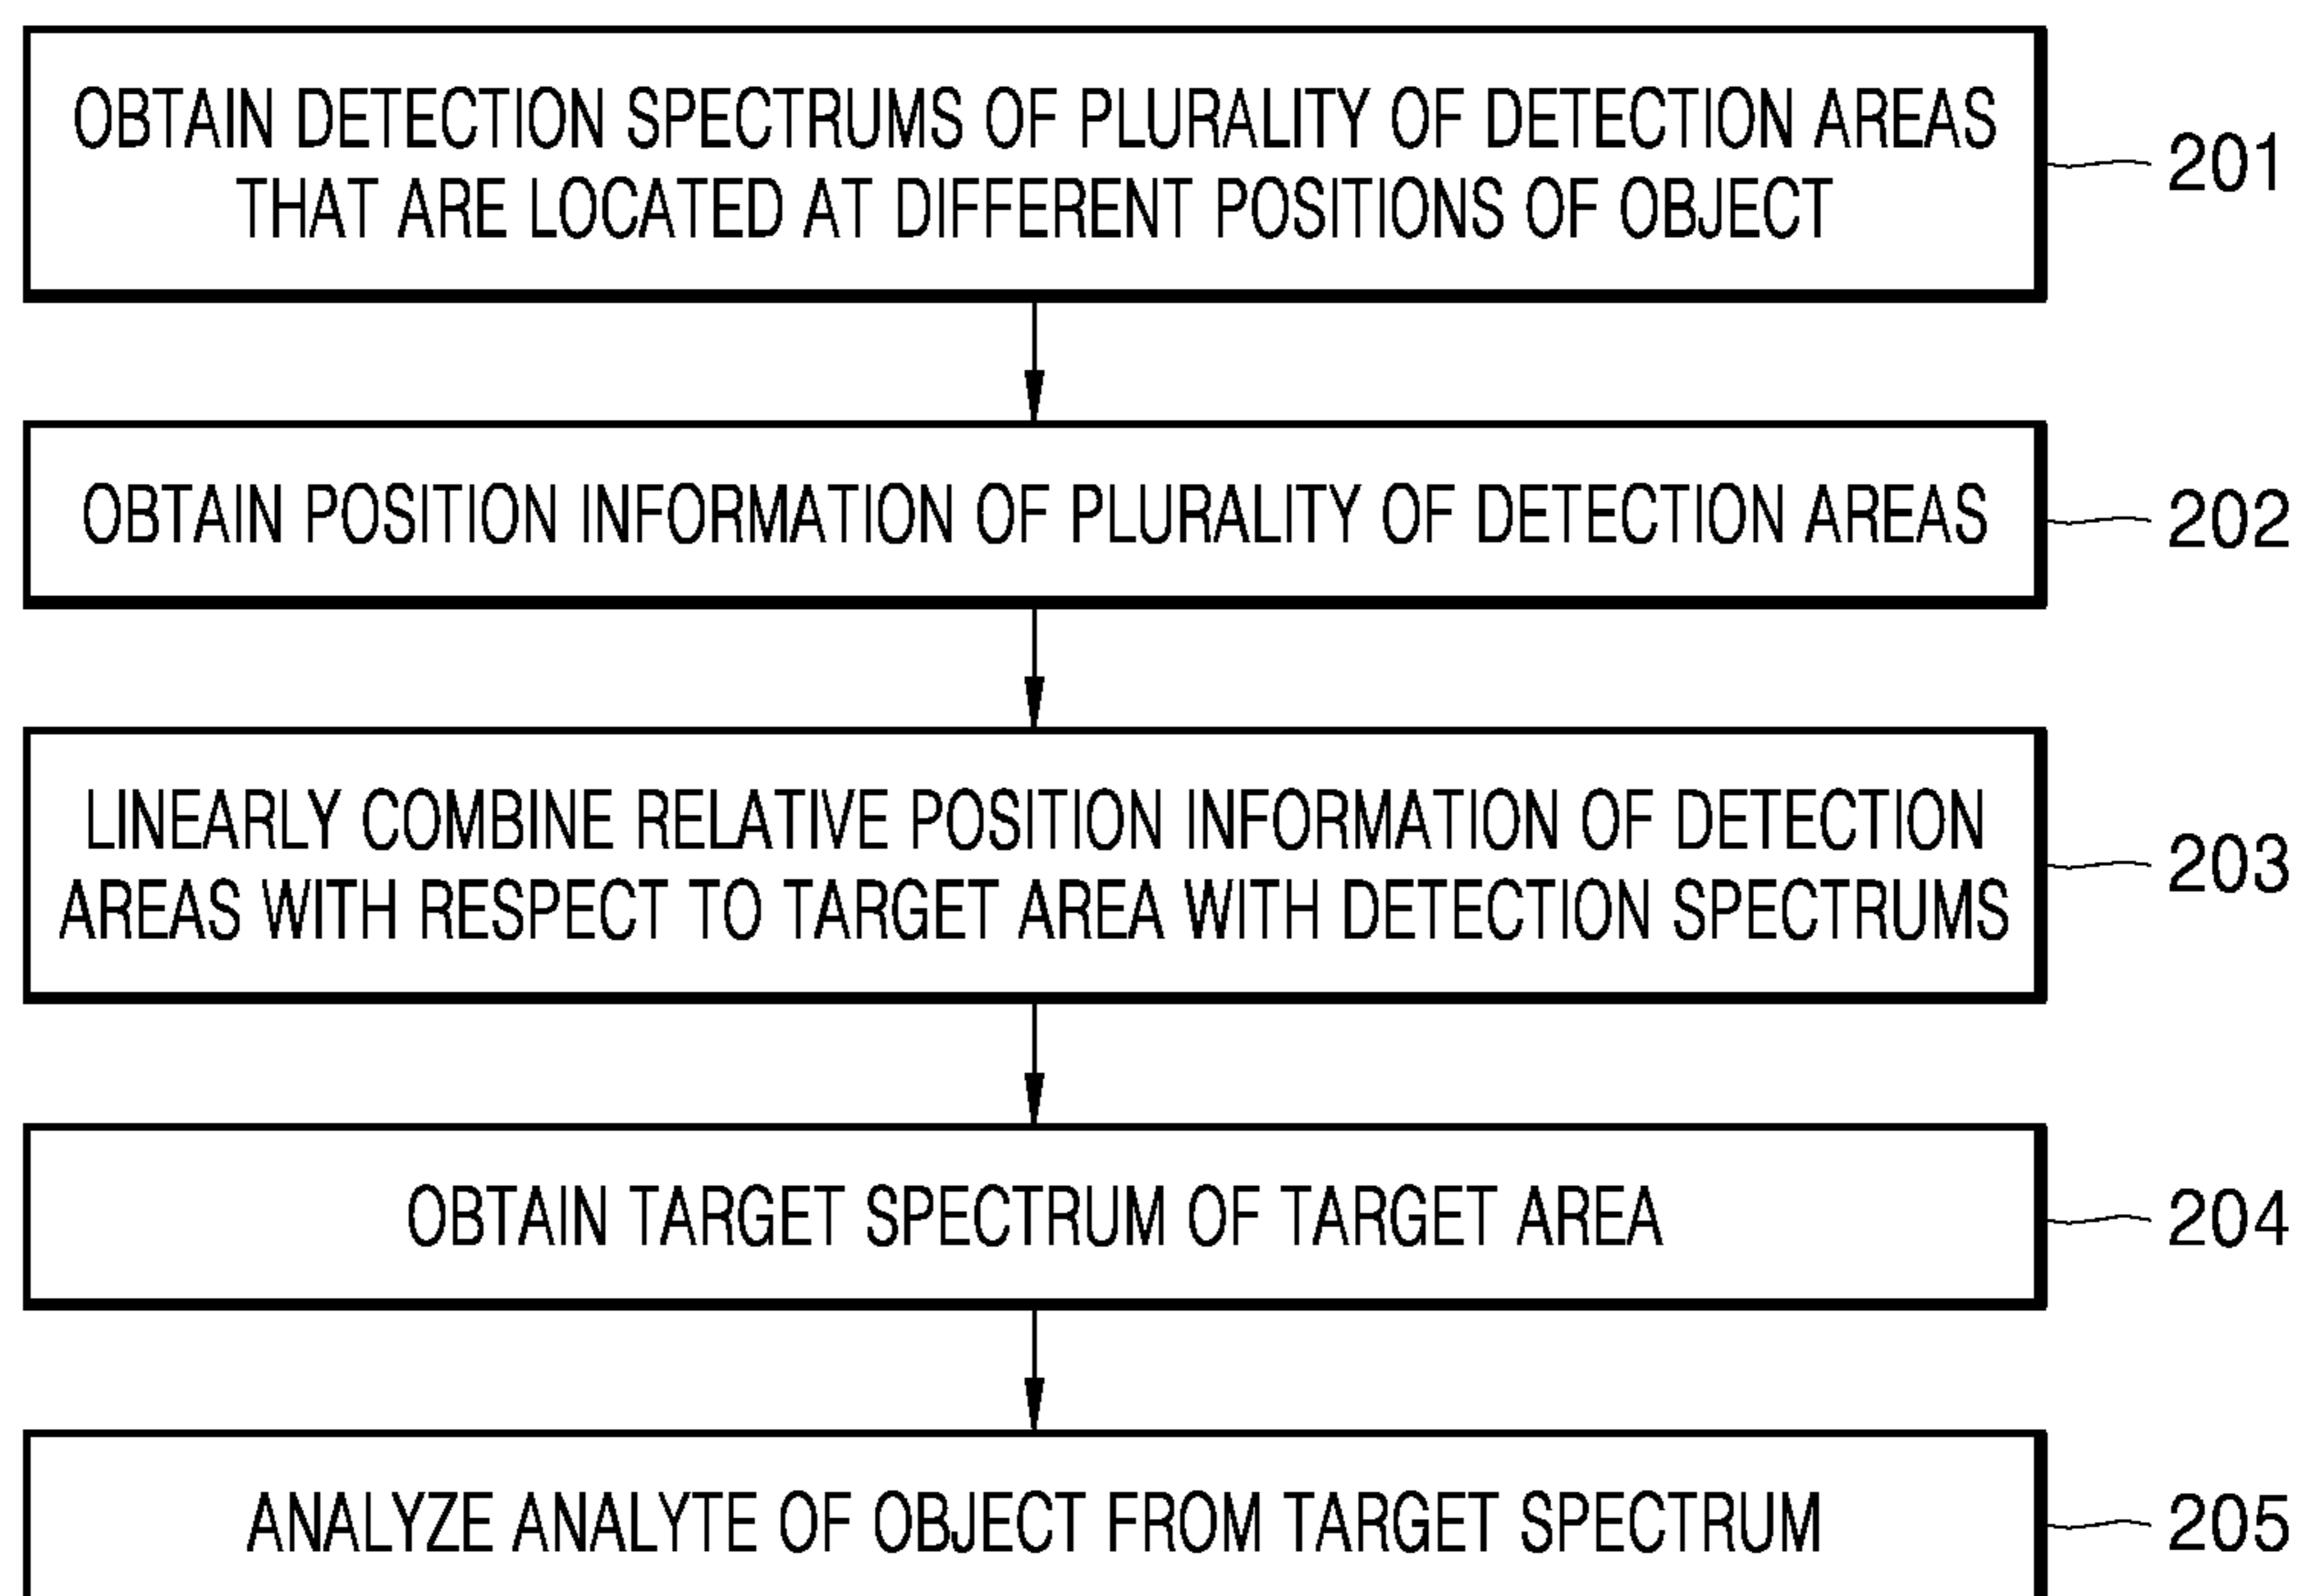 OBTAIN DETECTION SPECTRUMS OF PLURALITY OF DETECTION AREAS
THAT ARE LOCATED AT DIFFERENT POSITIONS OF OBJECT
201
OBTAIN POSITION INFORMATION OF PLURALITY OF DETECTION AREAS
202
LINEARLY COMBINE RELATIVE POSITION INFORMATION OF DETECTION
AREAS WITH RESPECT TO TARGET AREA WITH DETECTION SPECTRUMS
203
OBTAIN TARGET SPECTRUM OF TARGET AREA
204
ANALYZE ANALYTE OF OBJECT FROM TARGET SPECTRUM
205